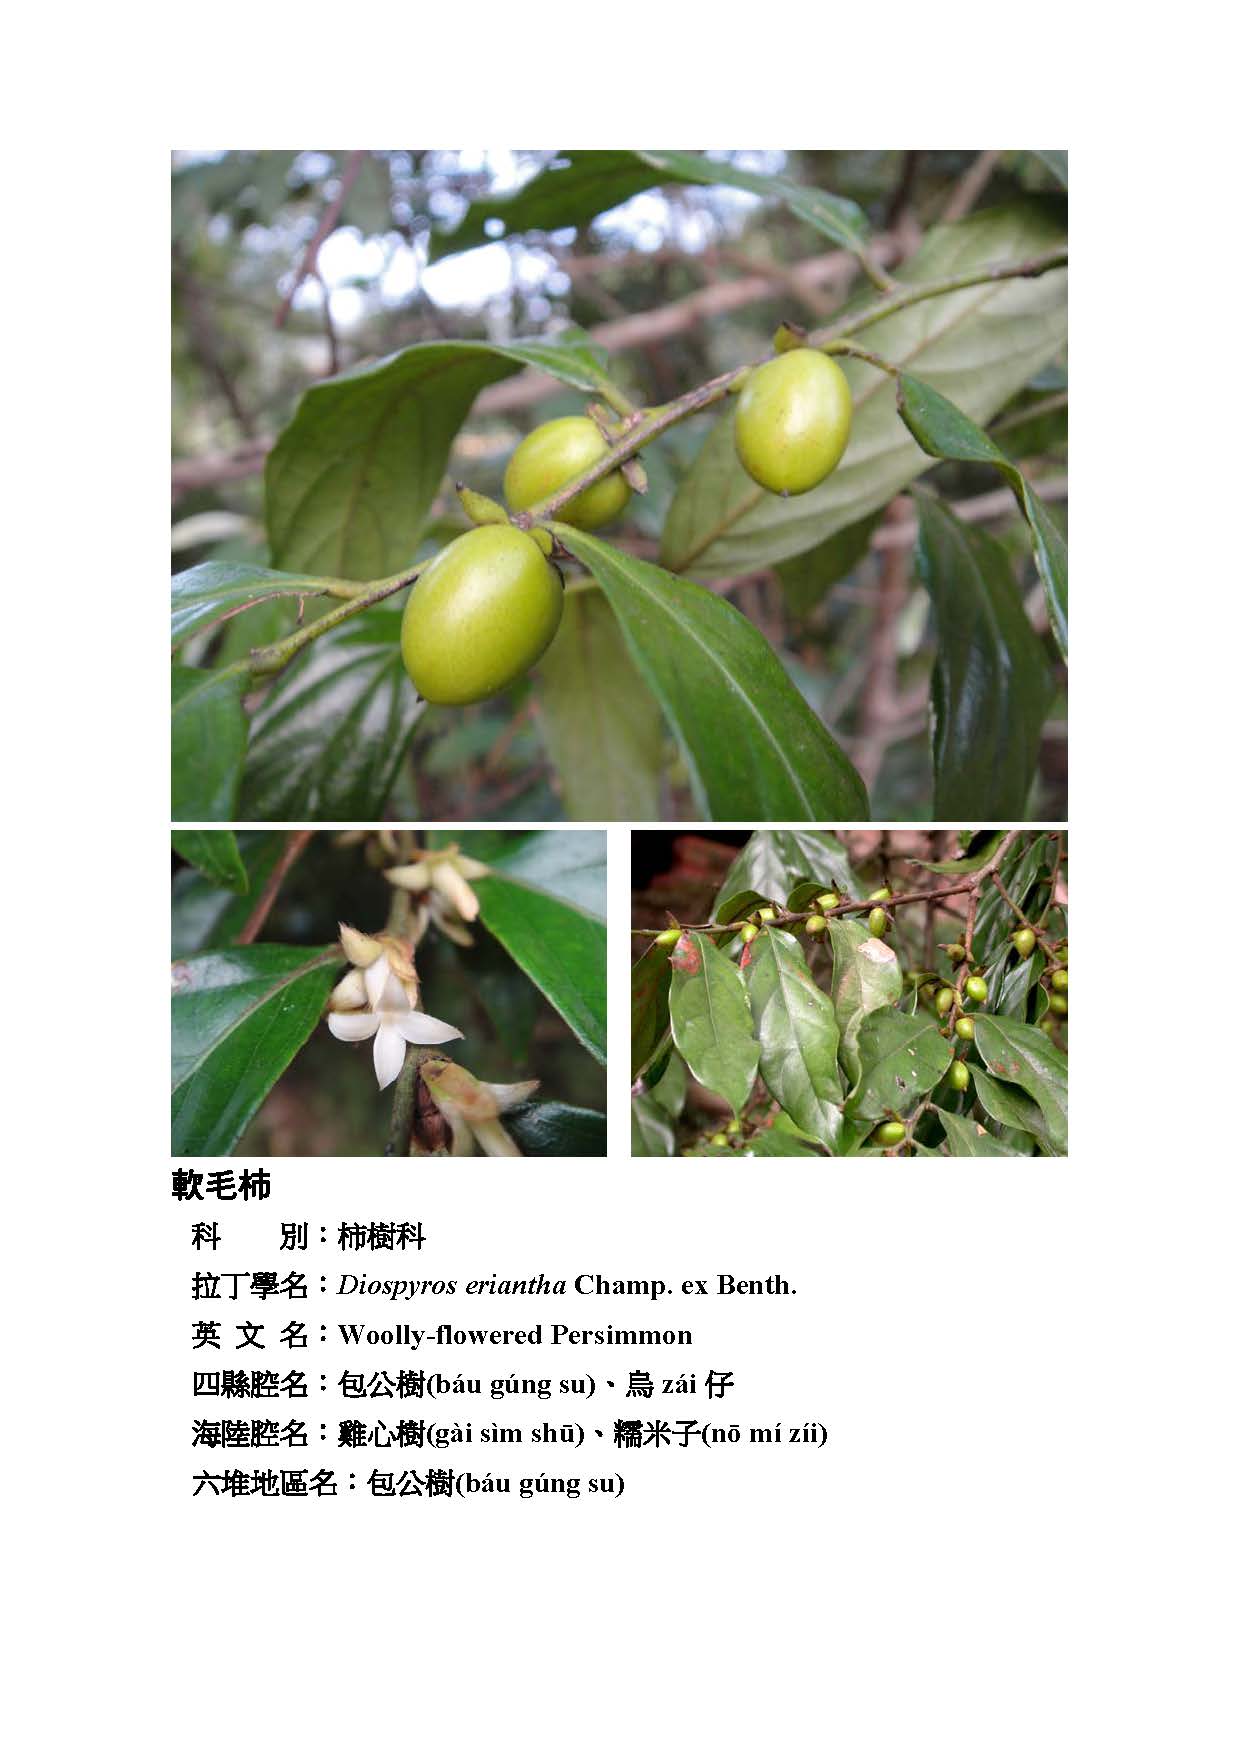 軟毛柿
科　　別：柿樹科
拉丁學名：Diospyros eriantha Champ. ex Benth.
英 文 名：Woolly-flowered Persimmon
四縣腔名：包公樹(báu gúng su)、烏 zái 仔
海陸腔名：雞心樹(gài sìm shū)、糯米子(nō mí zíi)
六堆地區名：包公樹(báu gúng su)